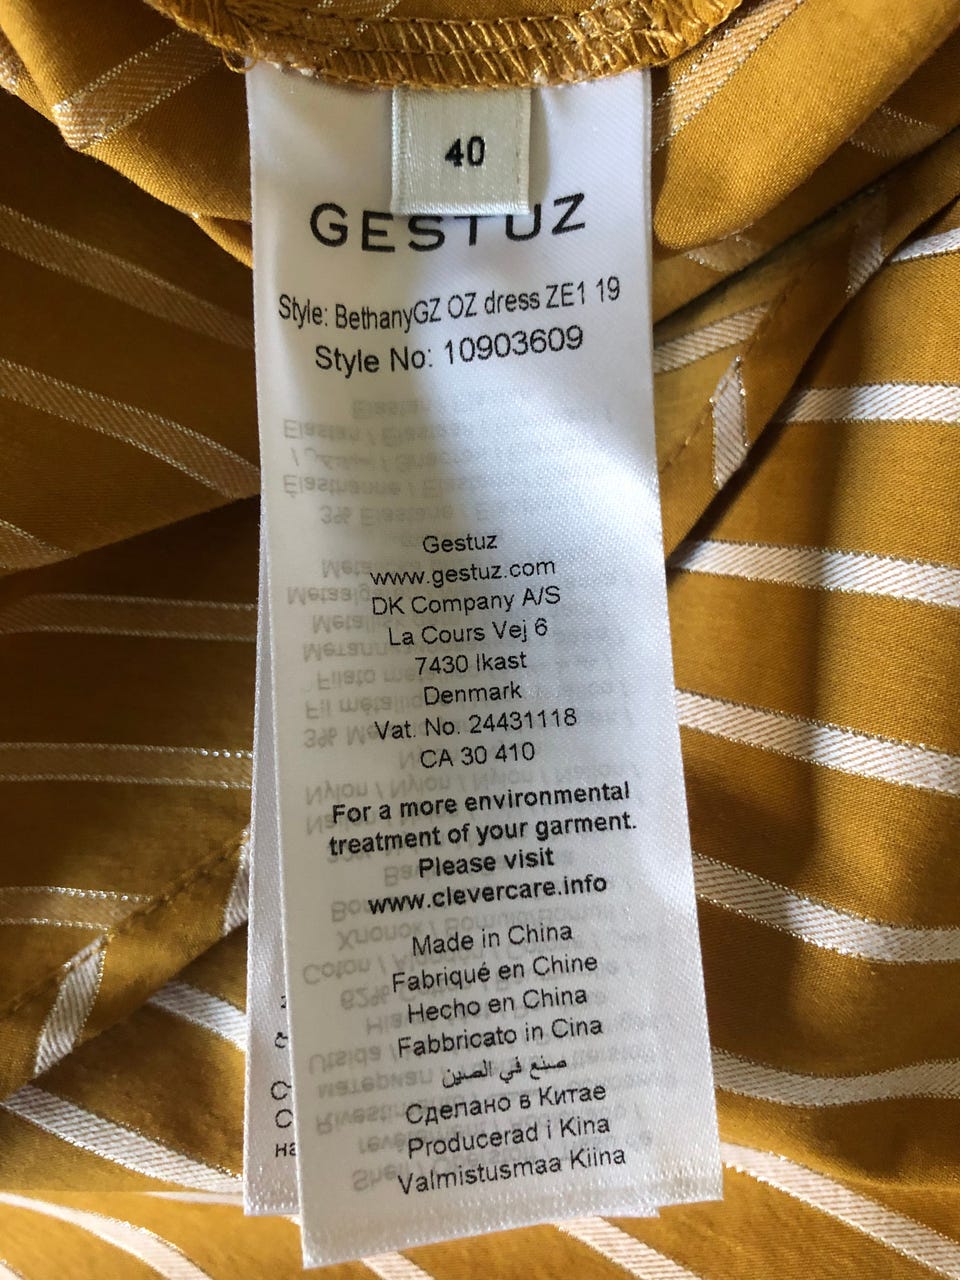 40
GESTUZ
Style: BethanyGZ OZ dress ZE1 19
Style No: 10903609
Gestuz
www.gestuz.com
DK Company A/S
La Cours Vej 6
7430 Ikast
Denmark
Vat. No. 24431118
CA 30 410
For a more environmental
treatment of your garment.
Please visit
www.clevercare.info
Made in China
Fabriqué en Chine
Hecho en China
Fabbricato in Cina
صنع في الصين
Сделано в Китае
Producerad i Kina
Valmistusmaa Kiina